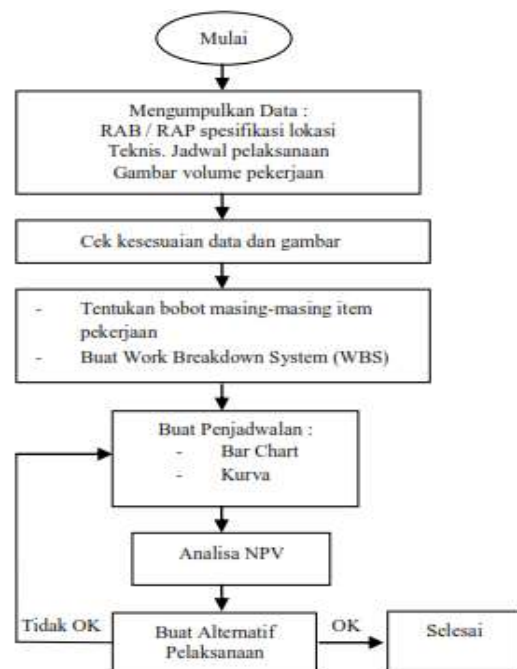 Mulai
Mengumpulkan Data :
RAB / RAP spesifikasi lokasi
Teknis. Jadwal pelaksanaan
Gambar volume pekerjaan
Cek kesesuaian data dan gambar
- Tentukan bobot masing-masing item
pekerjaan
- Buat Work Breakdown System (WBS)
Buat Penjadwalan :
- Bar Chart
- Kurva
Analisa NPV
Tidak OK
Buat Alternatif
Pelaksanaan
OK
Selesai